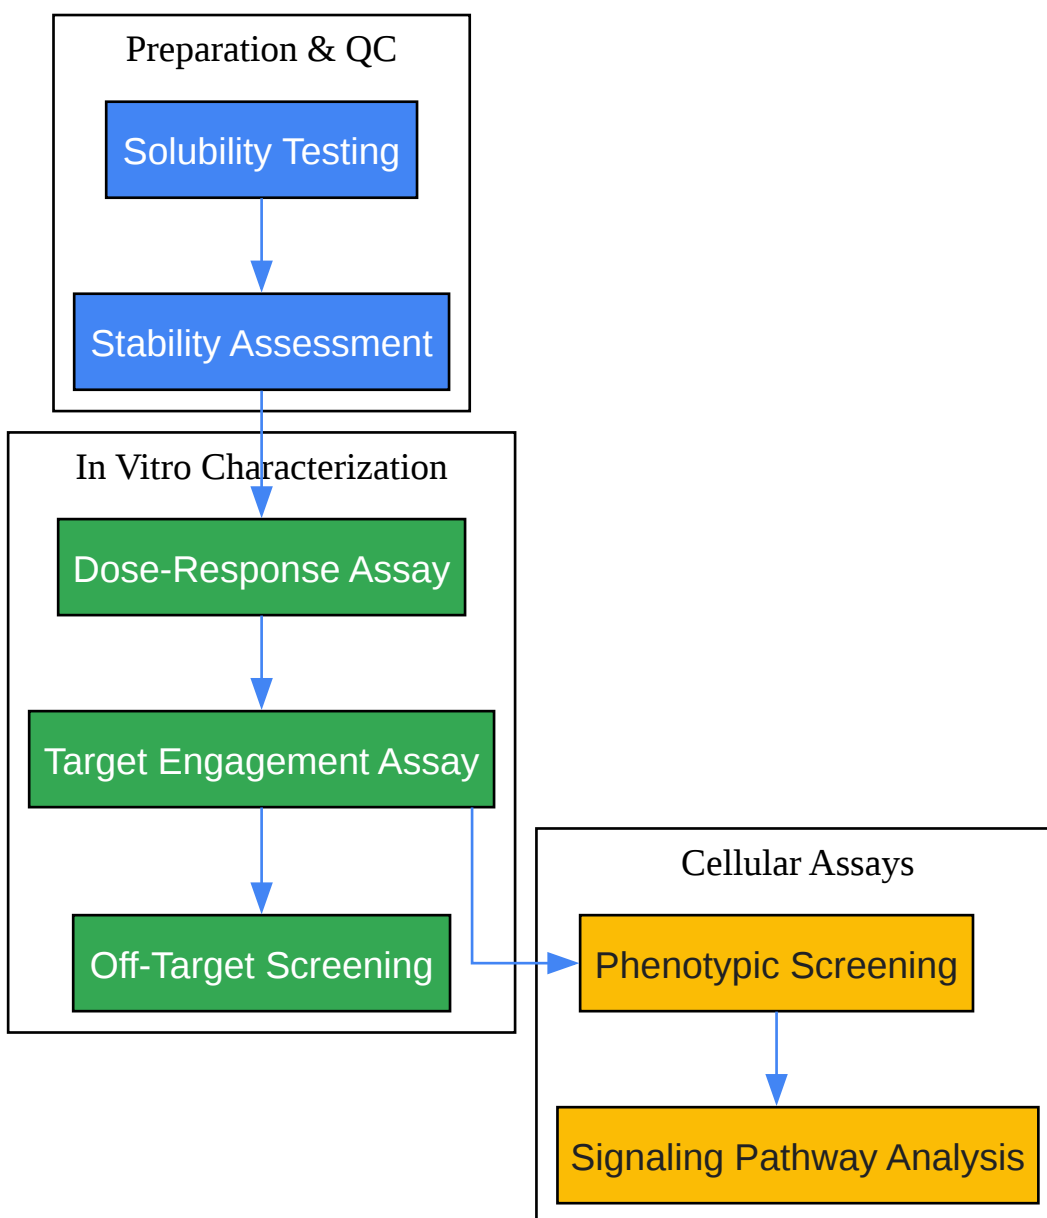 Preparation & QC
Solubility Testing
Stability Assessment
In Vitro Characterization
Dose-Response Assay
Target Engagement Assay
Off-Target Screening
Cellular Assays
Phenotypic Screening
Signaling Pathway Analysis